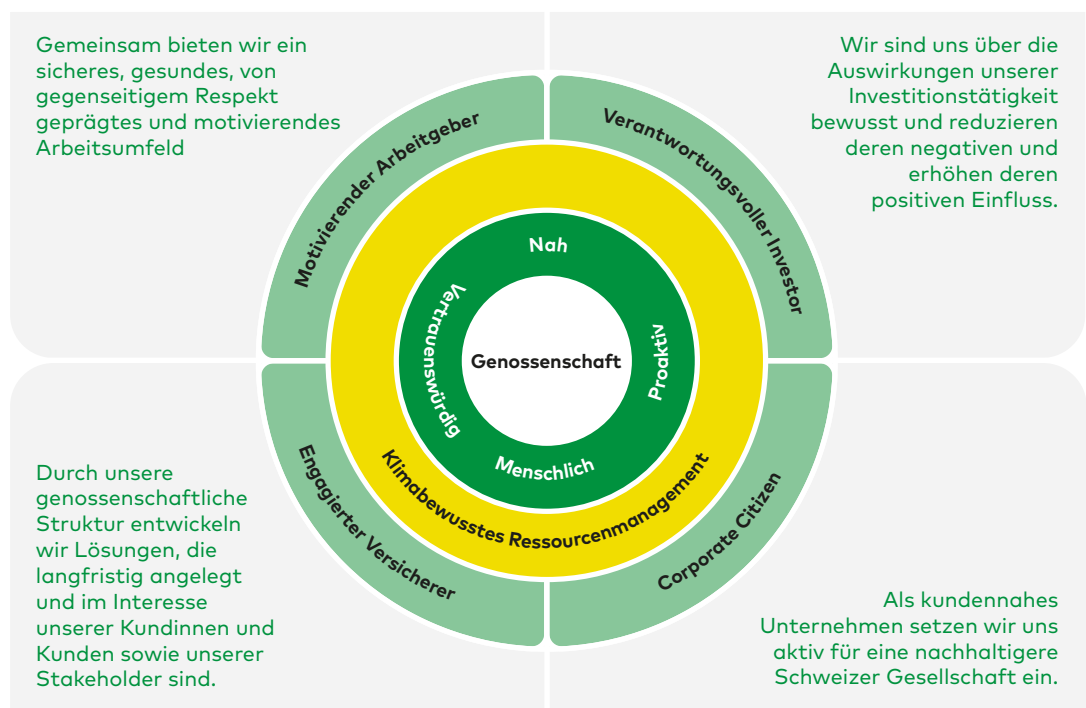 Gemeinsam bieten wir ein
sicheres, gesundes, von
gegenseitigem Respekt
geprägtes und motivierendes
Arbeitsumfeld
Wir sind uns über die
Auswirkungen unserer
Investitionstätigkeit
bewusst und reduzieren
deren negativen und
erhöhen deren
positiven Einfluss.
Motivierender Arbeitgeber
Verantwortungsvoller Investor
Nah
Vertrauenswürdig
Genossenschaft
Proaktiv
Menschlich
Klimabewusstes Ressourcenmanagement
Engagierter Versicherer
Corporate Citizen
Durch unsere
genossenschaftliche
Struktur entwickeln
wir Lösungen, die
langfristig angelegt
und im Interesse
unserer Kundinnen und
Kunden sowie unserer
Stakeholder sind.
Als kundennahes
Unternehmen setzen wir uns
aktiv für eine nachhaltigere
Schweizer Gesellschaft ein.